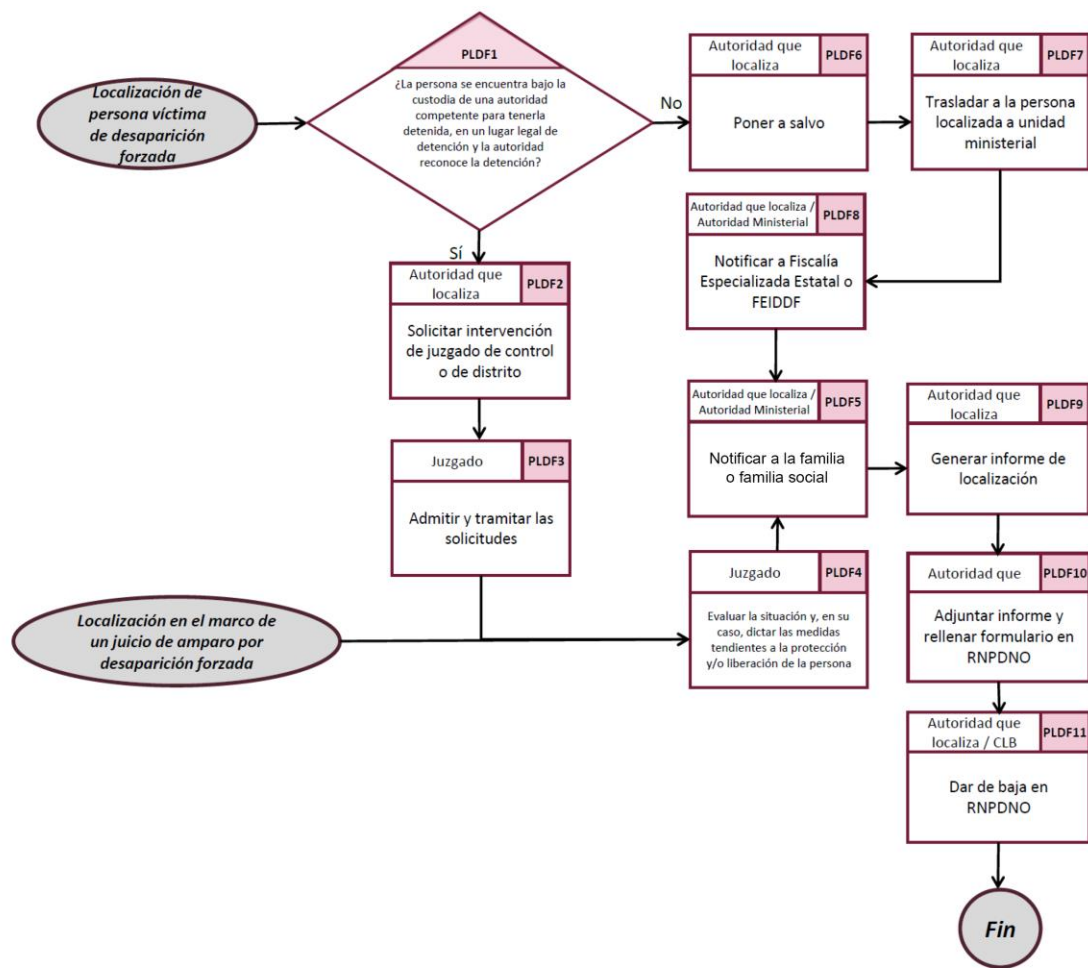 PLDF1
¿La persona se encuentra bajo la
custodia de una autoridad
competente para tenerla
detenida, en un lugar legal de
detención y la autoridad
reconoce la detención?
Localización de
persona víctima
de desaparición
forzada
No
Sí
Autoridad que
localiza
PLDF6
Poner a salvo
Autoridad que
localiza
PLDF7
Trasladar a la persona
localizada a unidad
ministerial
Autoridad que localiza /
Autoridad Ministerial
PLDF8
Notificar a Fiscalía
Especializada Estatal o
FEIDDF
Autoridad que
localiza
PLDF2
Solicitar intervención
de juzgado de control
o de distrito
Juzgado
PLDF3
Admitir y tramitar las
solicitudes
Autoridad que localiza /
Autoridad Ministerial
PLDF5
Notificar a la familia
o familia social
Autoridad que
localiza
PLDF9
Generar informe de
localización
Localización en el marco de
un juicio de amparo por
desaparición forzada
Juzgado
PLDF4
Evaluar la situación y, en su
caso, dictar las medidas
tendientes a la protección
y/o liberación de la persona
Autoridad que
PLDF10
Adjuntar informe y
rellenar formulario en
RNPDNO
Autoridad que
localiza / CLB
PLDF11
Dar de baja en
RNPDNO
Fin